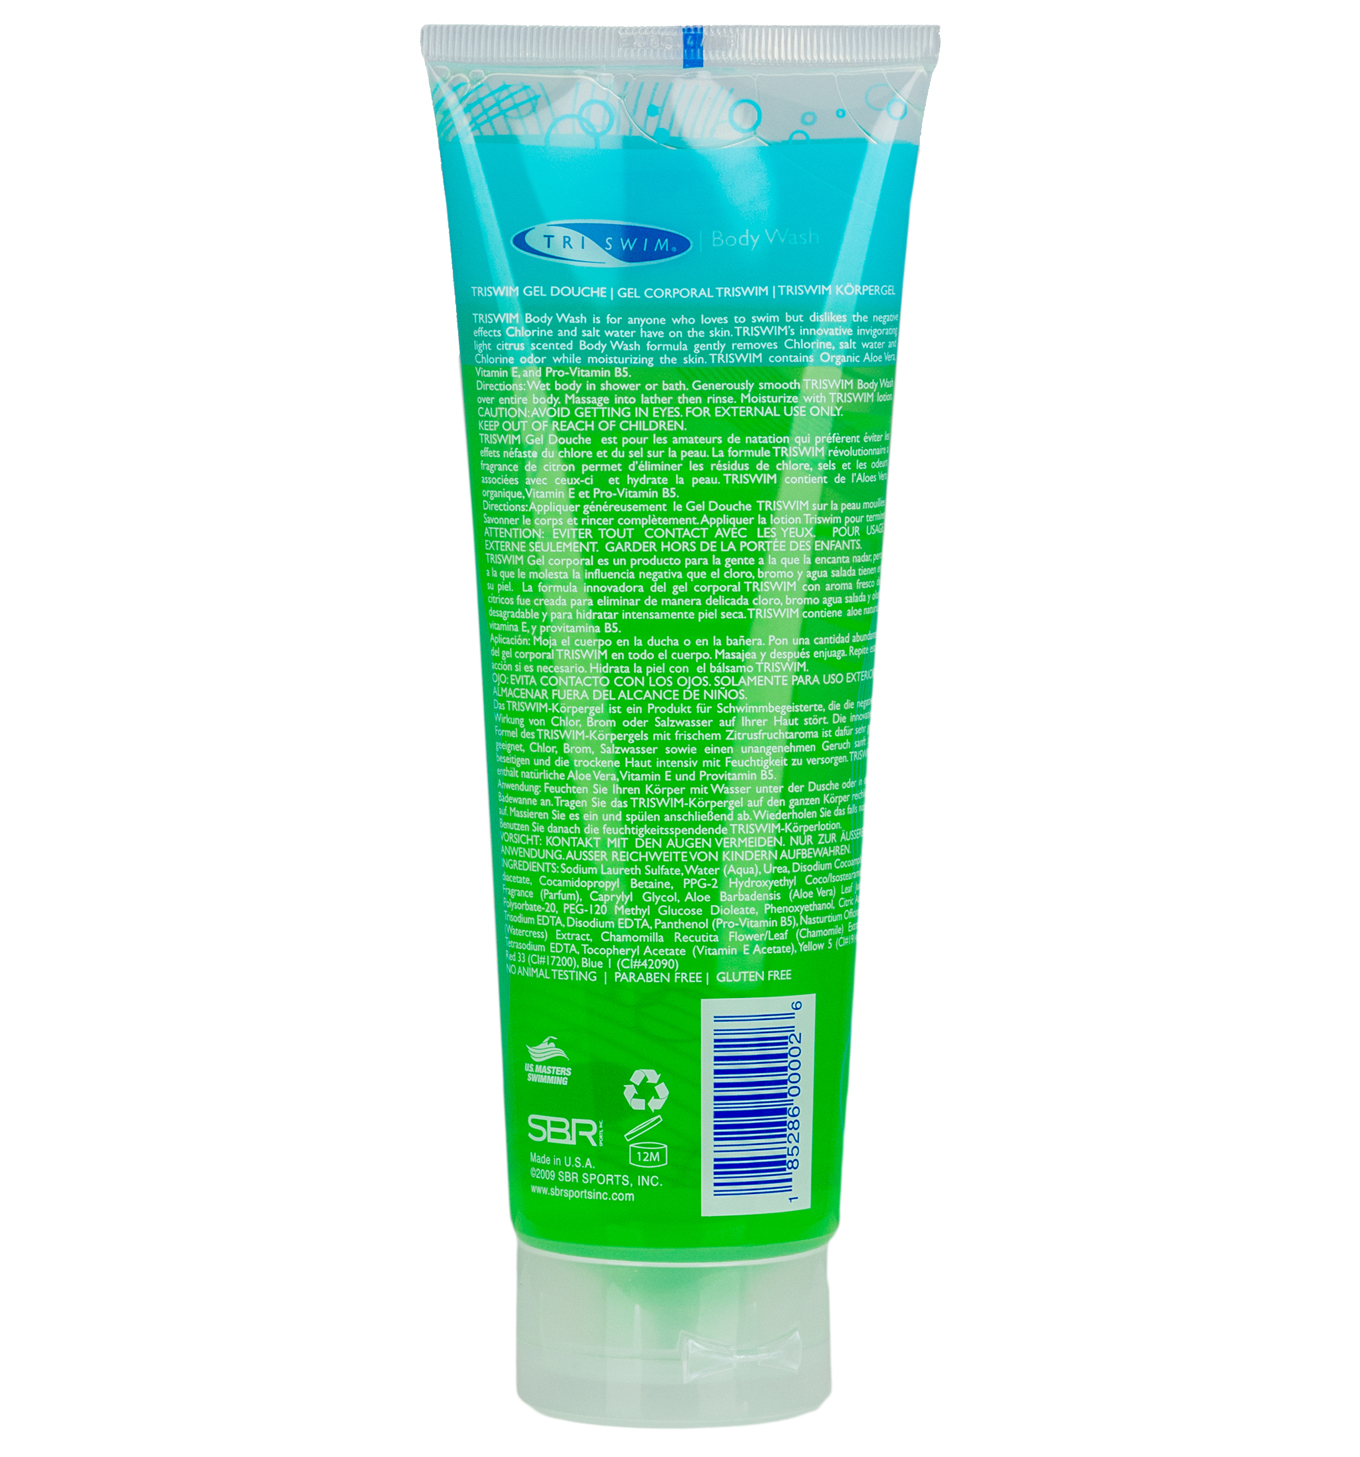 TRISWIM® | Body Wash
TRISWIM GEL DOUCHE | GEL CORPORAL TRISWIM | TRISWIM KÖRPERGEL
TRISWIM Body Wash is for anyone who loves to swim but dislikes the negative
effects Chlorine and salt water have on the skin. TRISWIM's innovative invigorating
light citrus scented Body Wash formula gently removes Chlorine, salt water and
Chlorine odor while moisturizing the skin. TRISWIM contains Organic Aloe Vera,
Vitamin E, and Pro-Vitamin B5.
Directions: Wet body in shower or bath. Generously smooth TRISWIM Body Wash
over entire body. Massage into lather then rinse. Moisturize with TRISWIM lotion.
CAUTION: AVOID GETTING IN EYES. FOR EXTERNAL USE ONLY.
KEEP OUT OF REACH OF CHILDREN.
TRISWIM Gel Douche est pour les amateurs de natation qui préfèrent éviter les
effets néfaste du chlore et du sel sur la peau. La formule TRISWIM révolutionnaire a
fragrance de citron permet d'éliminer les résidus de chlore, sels et les odeurs
associées avec ceux-ci et hydrate la peau. TRISWIM contient de l'Aloes Vera
organique, Vitamin E et Pro-Vitamin B5.
Directions: Appliquer généreusement le Gel Douche TRISWIM sur la peau mouillée.
Savonner le corps et rincer complètement. Appliquer la lotion Triswim pour terminer
ATTENTION: EVITER TOUT CONTACT AVEC LES YEUX. POUR USAGE
EXTERNE SEULEMENT. GARDER HORS DE LA PORTÉE DES ENFANTS.
TRISWIM Gel corporal es un producto para la gente a la que la encanta nadar, pero
a la que le molesta la influencia negativa que el cloro, bromo y agua salada tienen
su piel. La formula innovadora del gel corporal TRISWIM con aroma fresco
cítricos fue creada para eliminar de manera delicada cloro, bromo agua salada y
desagradable y para hidratar intensamente piel seca. TRISWIM contiene aloe
vitamina E, y provitamina B5.
Aplicación: Moja el cuerpo en la ducha o en la bañera. Pon una cantidad
del gel corporal TRISWIM en todo el cuerpo. Masajea y después enjuaga. Repite
acción si es necesario. Hidrata la piel con el bálsamo TRISWIM.
OJO: EVITA CONTACTO CON LOS OJOS. SOLAMENTE PARA USO
ALMACENAR FUERA DEL ALCANCE DE NIÑOS.
Das TRISWIM-Körpergel ist ein Produkt für Schwimmbegeisterte, die die
Wirkung von Chlor, Brom oder Salzwasser auf Ihrer Haut stört. Die
Formel des TRISWIM-Körpergels mit frischem Zitrusfruchtaroma ist dafür sehr
geeignet, Chlor, Brom, Salzwasser sowie einen unangenehmen Geruch sanft
beseitigen und die trockene Haut intensiv mit Feuchtigkeit zu versorgen.
enthält natürliche Aloe Vera, Vitamin E und Provitamin B5.
Anwendung: Feuchten Sie Ihren Körper mit Wasser unter der Dusche oder in
Badewanne an. Tragen Sie das TRISWIM-Körpergel auf den ganzen Körper
auf. Massieren Sie es ein und spülen anschließend ab. Wiederholen Sie das falls
Benutzen Sie danach die feuchtigkeitsspendende TRISWIM-Körperlotion.
VORSICHT: KONTAKT MIT DEN AUGEN VERMEIDEN. NUR ZUR
ANWENDUNG. AUSSER REICHWEITE VON KINDERN AUFBEWAHREN.
INGREDIENTS: Sodium Laureth Sulfate, Water (Aqua), Urea, Disodium
diacetate, Cocamidopropyl Betaine, PPG-2 Hydroxyethyl
Fragrance (Parfum), Caprylyl Glycol, Aloe Barbadensis (Aloe Vera) Leaf
Polysorbate-20, PEG-120 Methyl Glucose Dioleate, Phenoxyethanol, Citric
Trisodium EDTA, Disodium EDTA, Panthenol (Pro-Vitamin B5), Nasturtium
(Watercress) Extract, Chamomilla Recutita Flower/Leaf (Chamomile)
Tetrasodium EDTA, Tocopheryl Acetate (Vitamin E Acetate), Yellow 5
Red 33 (CI#17200), Blue 1 (CI#42090)
NO ANIMAL TESTING | PARABEN FREE | GLUTEN FREE
U.S. MASTERS
SWIMMING
SBR
SPORTS INC
12M
Made in U.S.A.
©2009 SBR SPORTS, INC.
www.sbrsportsinc.com
1 85286 00002 6